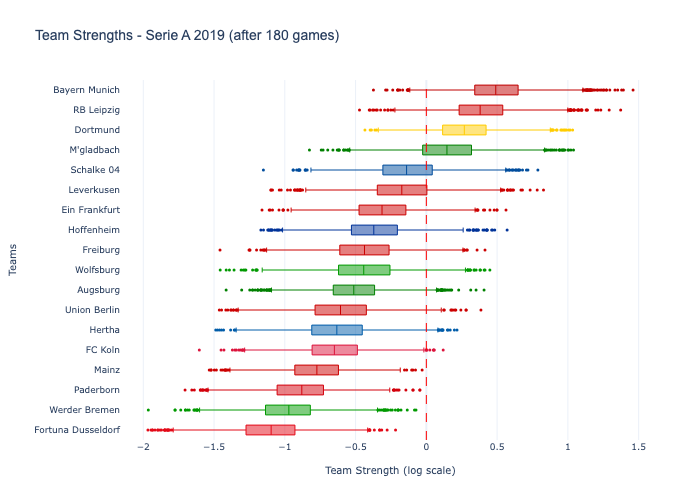 Team Strengths - Serie A 2019 (after 180 games)
Bayern Munich
RB Leipzig
Dortmund
M'gladbach
Schalke 04
Leverkusen
Ein Frankfurt
Hoffenheim
Freiburg
Wolfsburg
Augsburg
Union Berlin
Hertha
FC Koln
Mainz
Paderborn
Werder Bremen
Fortuna Dusseldorf
Teams
−2 −1.5 −1 −0.5 0 0.5 1 1.5
Team Strength (log scale)